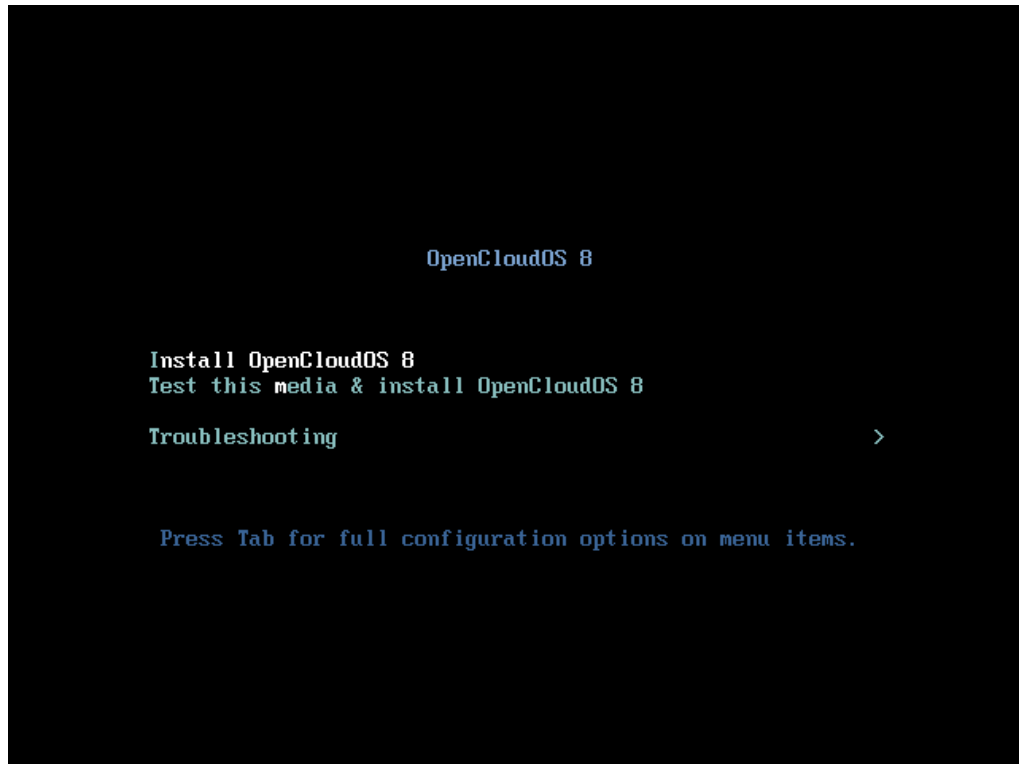 OpenCloudOS 8
Install OpenCloudOS 8
Test this media & install OpenCloudOS 8
Troubleshooting >
Press Tab for full configuration options on menu items.